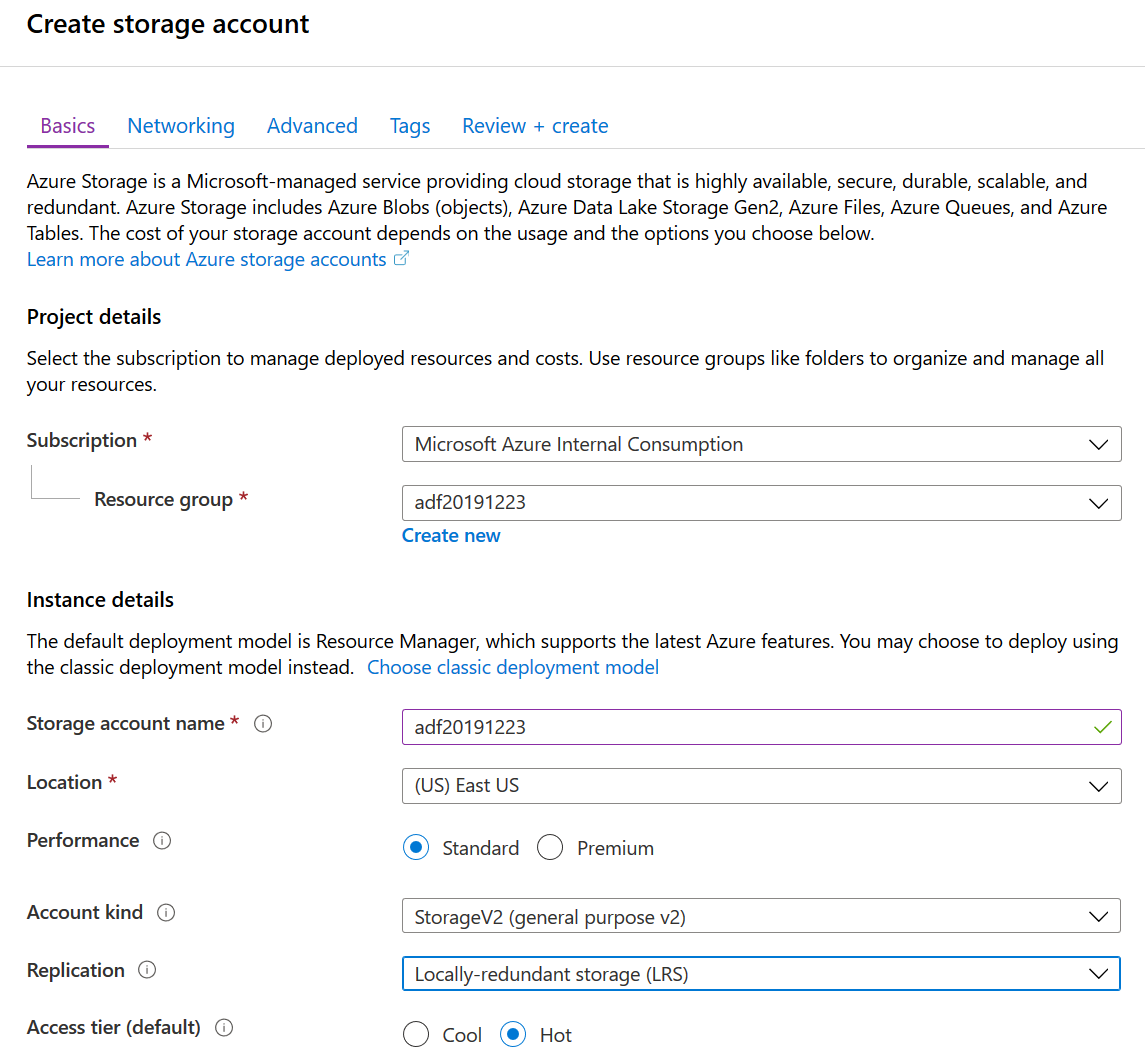 Create storage account
Basics Networking Advanced Tags Review + create
Azure Storage is a Microsoft-managed service providing cloud storage that is highly available, secure, durable, scalable, and
redundant. Azure Storage includes Azure Blobs (objects), Azure Data Lake Storage Gen2, Azure Files, Azure Queues, and Azure
Tables. The cost of your storage account depends on the usage and the options you choose below.
Learn more about Azure storage accounts
Project details
Select the subscription to manage deployed resources and costs. Use resource groups like folders to organize and manage all
your resources.
Subscription * Microsoft Azure Internal Consumption
Resource group * adf20191223
Create new
Instance details
The default deployment model is Resource Manager, which supports the latest Azure features. You may choose to deploy using
the classic deployment model instead. Choose classic deployment model
Storage account name * adf20191223
Location * (US) East US
Performance Standard Premium
Account kind StorageV2 (general purpose v2)
Replication Locally-redundant storage (LRS)
Access tier (default) Cool Hot